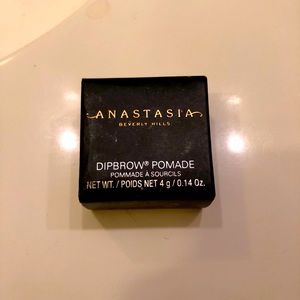 ANASTASIA
BEVERLY HILLS
DIPBROW® POMADE
POMMADE À SOURCILS
NET WT. / POIDS NET 4 g / 0.14 Oz.